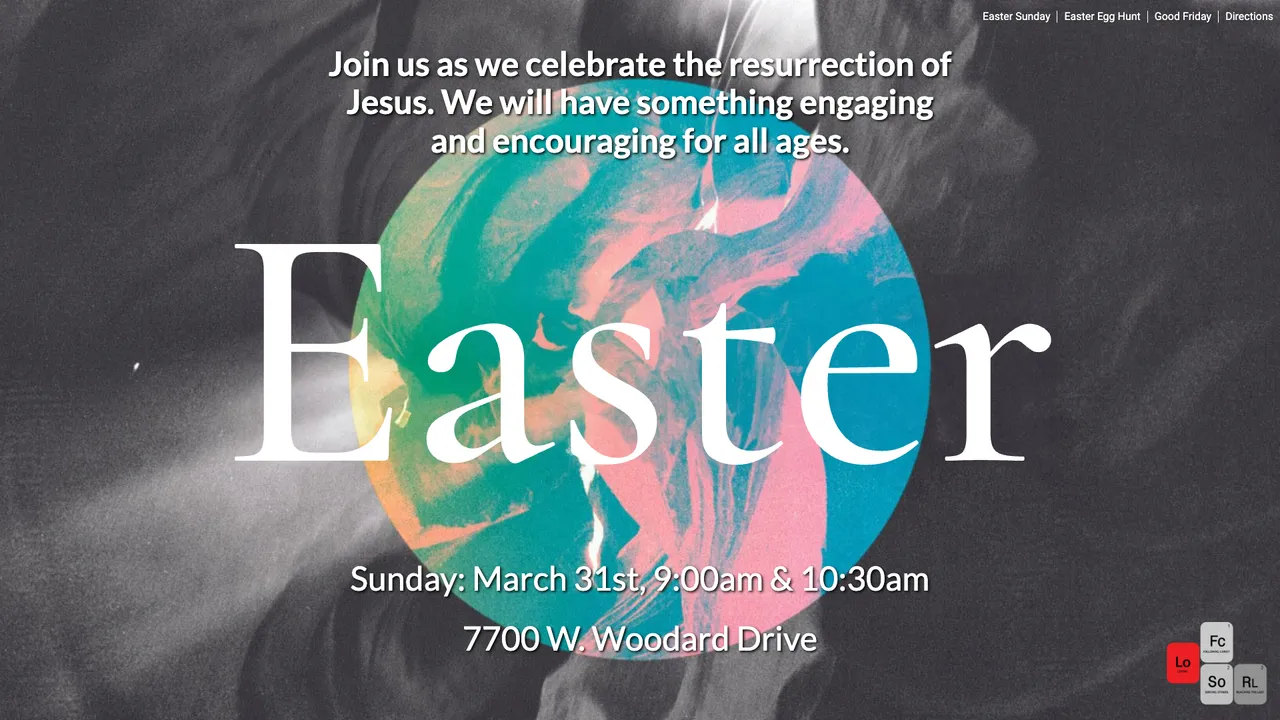 Easter Sunday | Easter Egg Hunt | Good Friday | Directions
Join us as we celebrate the resurrection of
Jesus. We will have something engaging
and encouraging for all ages.
Easter
Sunday: March 31st, 9:00am & 10:30am
7700 W. Woodard Drive
Fc
Lo
So
RL